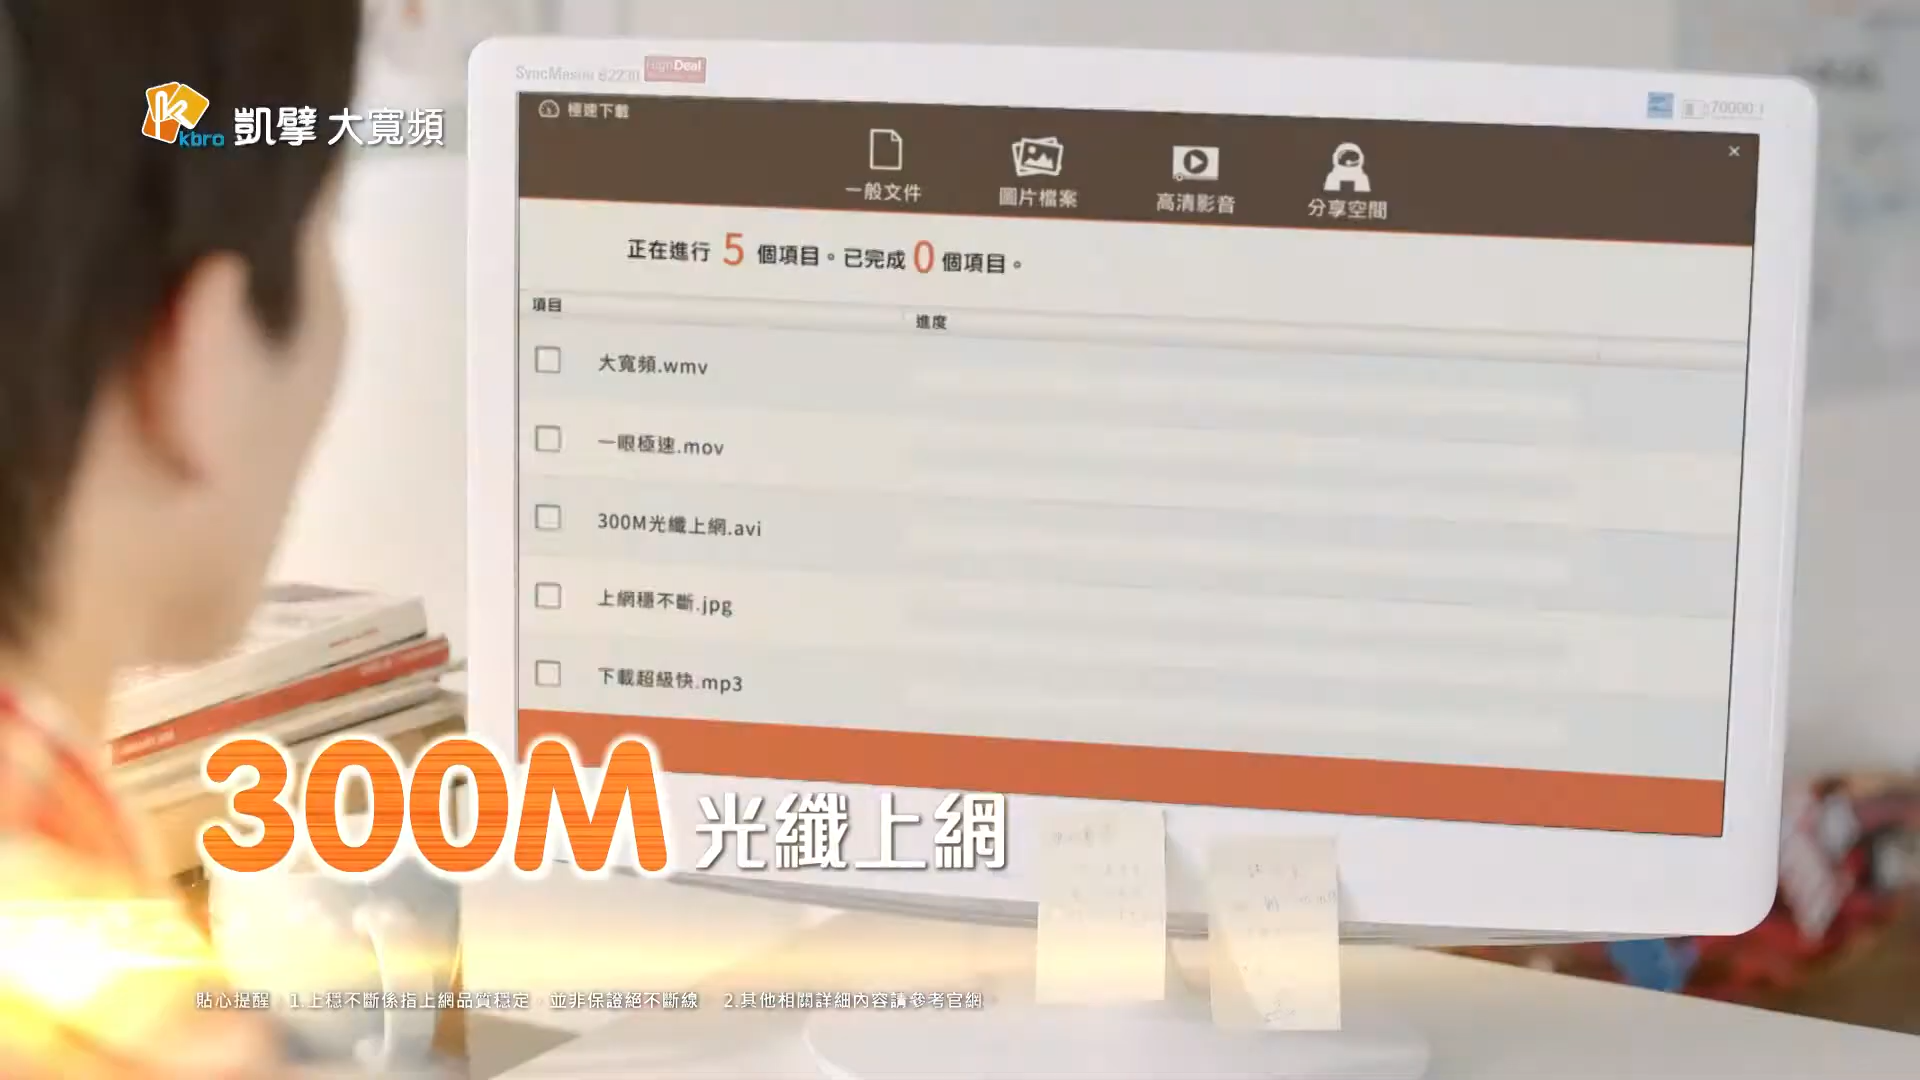 kbro 凱擘 大寬頻
SyncMaster B2230 HighDeal
70000:1
極速下載
一般文件 圖片檔案 高清影音 分享空間
正在進行 5 個項目。已完成 0 個項目。
項目 進度
大寬頻.wmv
一眼極速.mov
300M光纖上網.avi
上網穩不斷.jpg
下載超級快.mp3
300M 光纖上網
貼心提醒 1.上穩不斷係指上網品質穩定 並非保證絕不斷線 2.其他相關詳細內容請參考官網